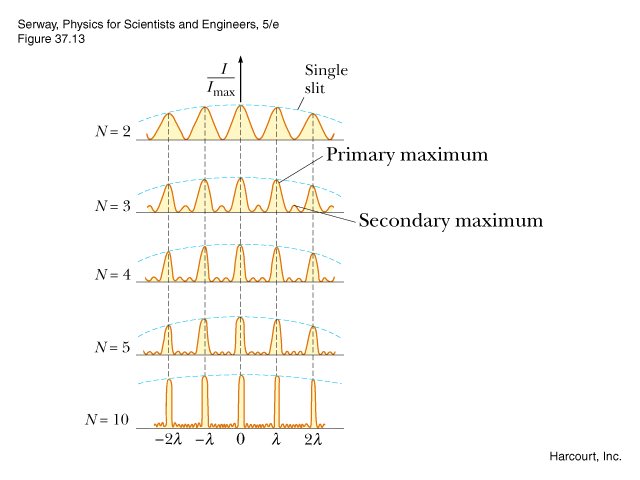 Serway, Physics for Scientists and Engineers, 5/e
Figure 37.13
I
Imax
Single
slit
N = 2
Primary maximum
N = 3
Secondary maximum
N = 4
N = 5
N = 10
−2λ −λ 0 λ 2λ
Harcourt, Inc.